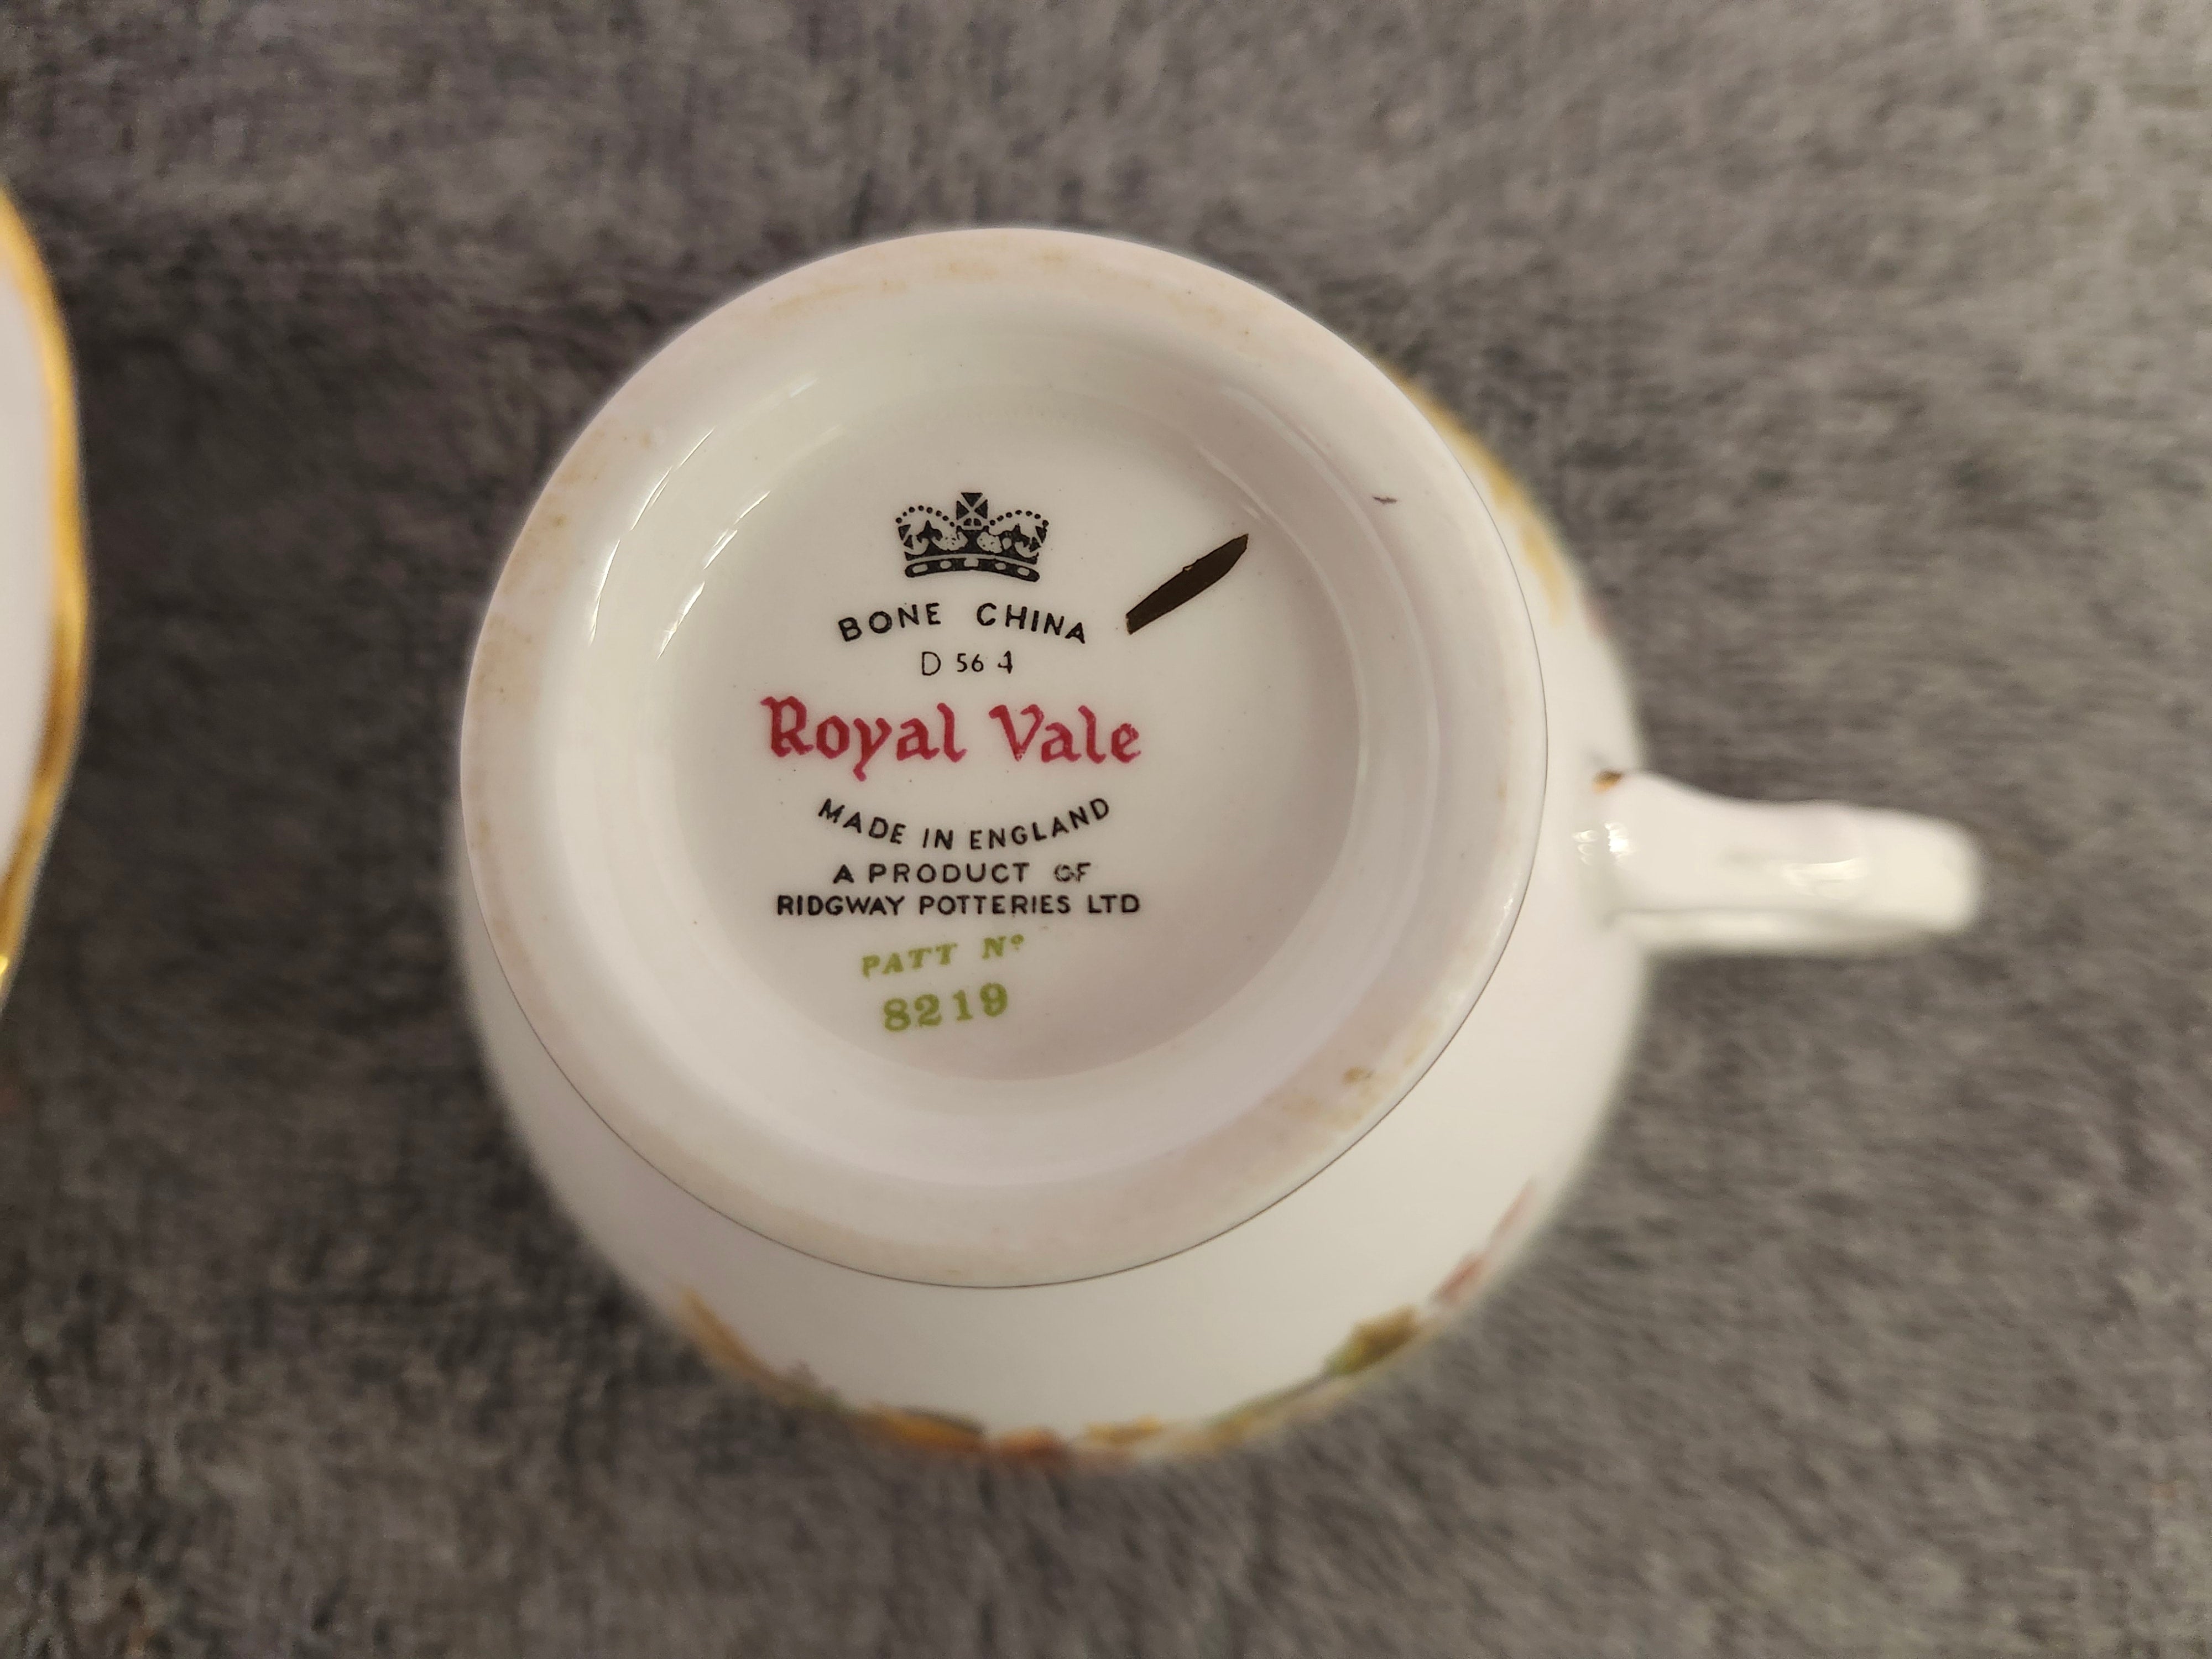 BONE CHINA
D 56 4
Royal Vale
MADE IN ENGLAND
A PRODUCT OF
RIDGWAY POTTERIES LTD
PATT Nº
8219